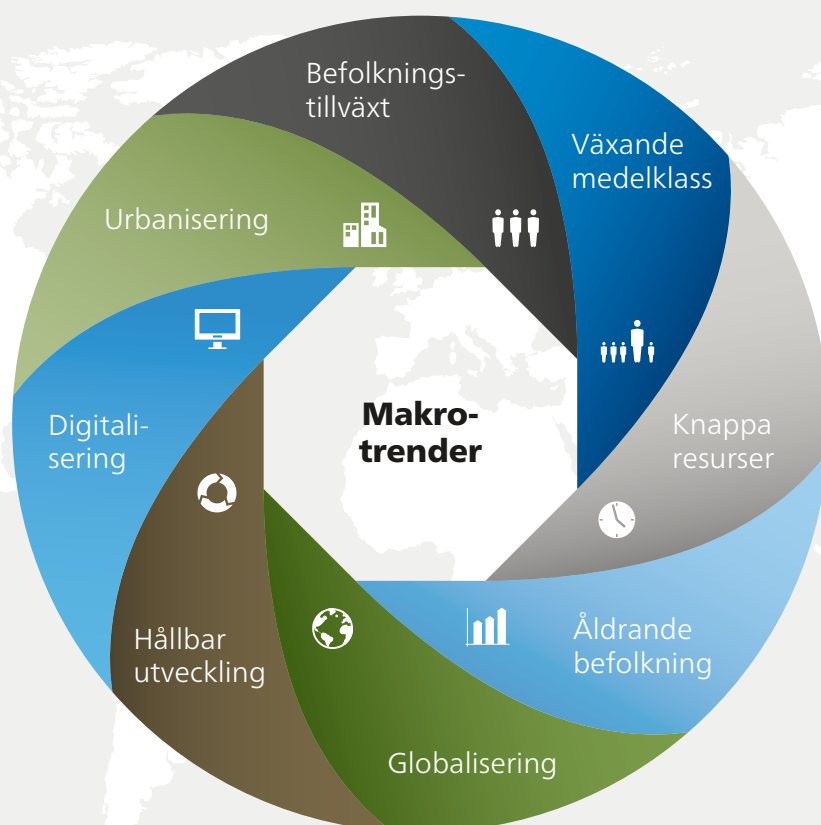 Befolknings-
tillväxt
Växande
medelklass
Urbanisering
Makro-
trender
Knappa
resurser
Digitali-
sering
Hållbar
utveckling
Åldrande
befolkning
Globalisering